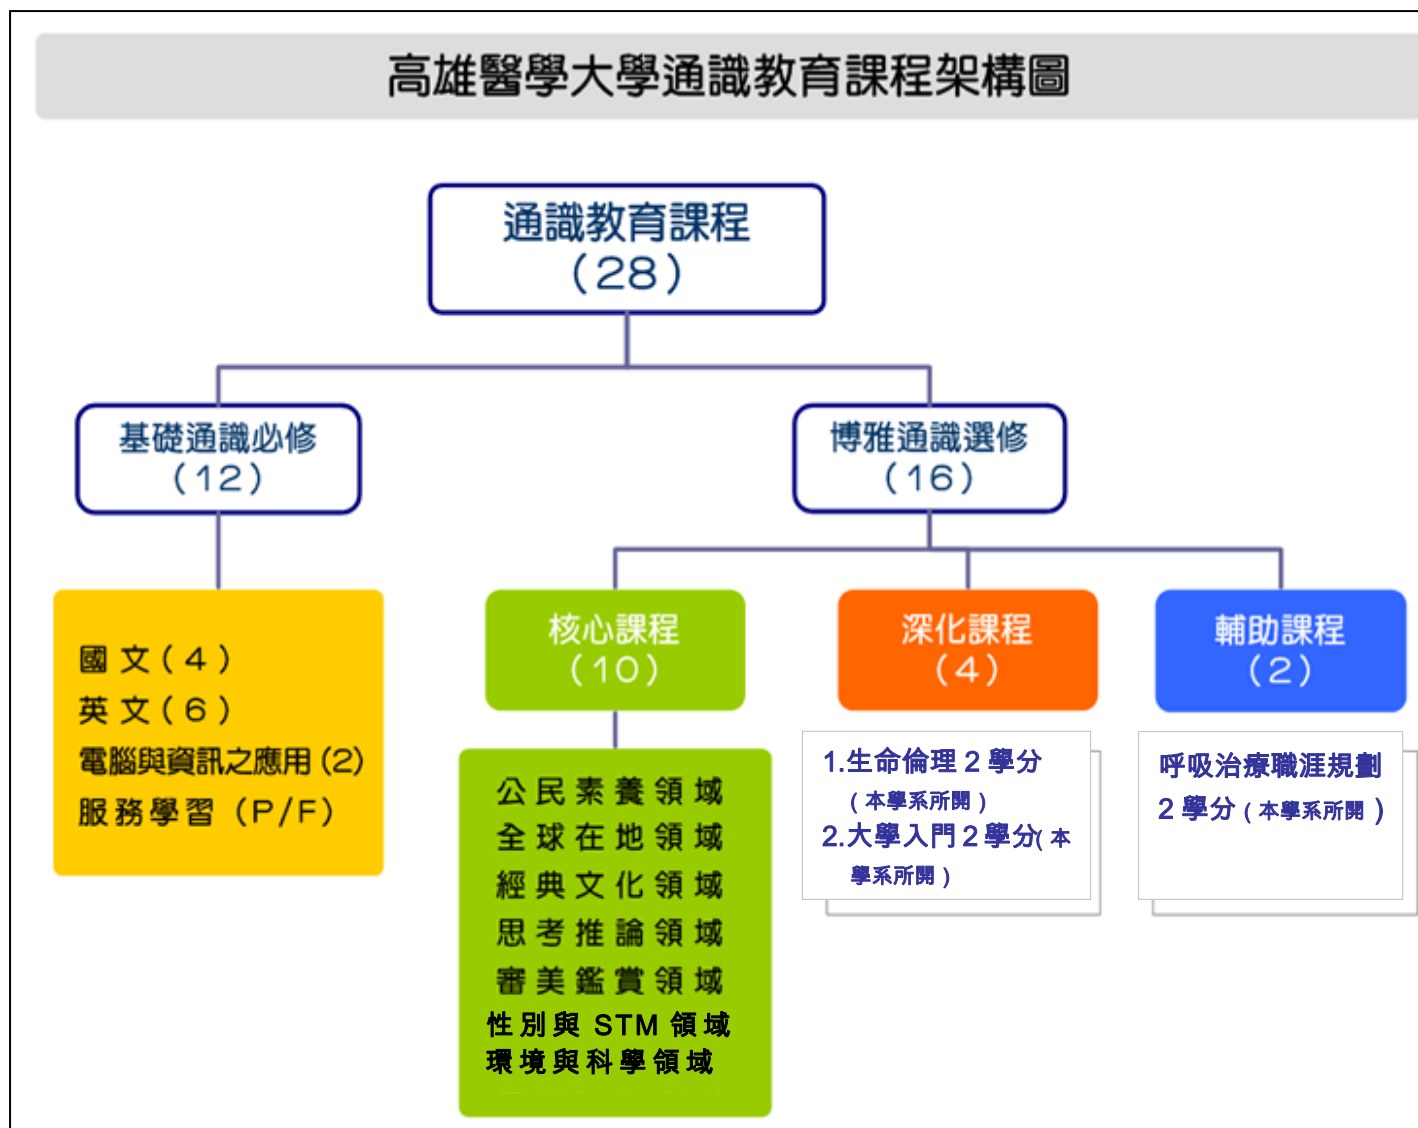 高雄醫學大學通識教育課程架構圖
通識教育課程
(28)
基礎通識必修
(12)
博雅通識選修
(16)
國文(4)
英文(6)
電腦與資訊之應用(2)
服務學習 (P/F)
核心課程
(10)
深化課程
(4)
輔助課程
(2)
公民素養領域
全球在地領域
經典文化領域
思考推論領域
審美鑑賞領域
性別與 STM 領域
環境與科學領域
1.生命倫理 2 學分
(本學系所開)
2.大學入門 2 學分(本
學系所開)
呼吸治療職涯規劃
2 學分 (本學系所開)